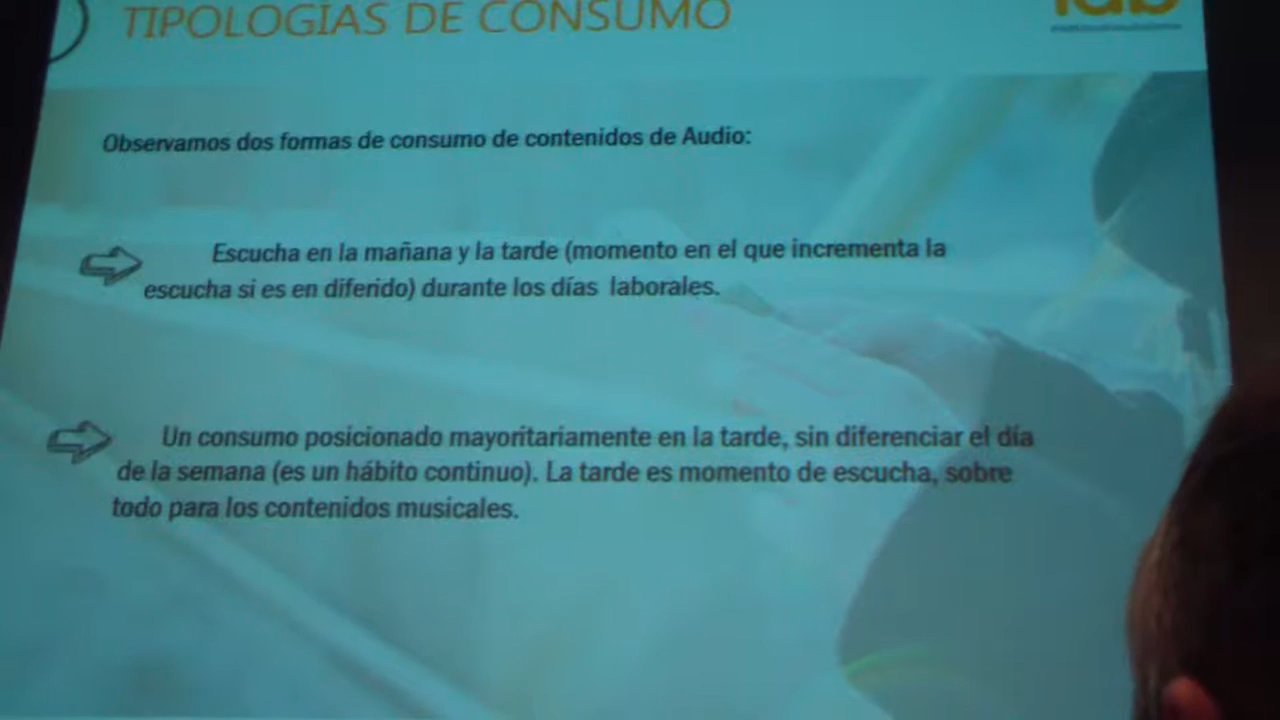 TIPOLOGÍAS DE CONSUMO
iab
Observamos dos formas de consumo de contenidos de Audio:
Escucha en la mañana y la tarde (momento en el que incrementa la
escucha si es en diferido) durante los días laborales.
Un consumo posicionado mayoritariamente en la tarde, sin diferenciar el día
de la semana (es un hábito continuo). La tarde es momento de escucha, sobre
todo para los contenidos musicales.